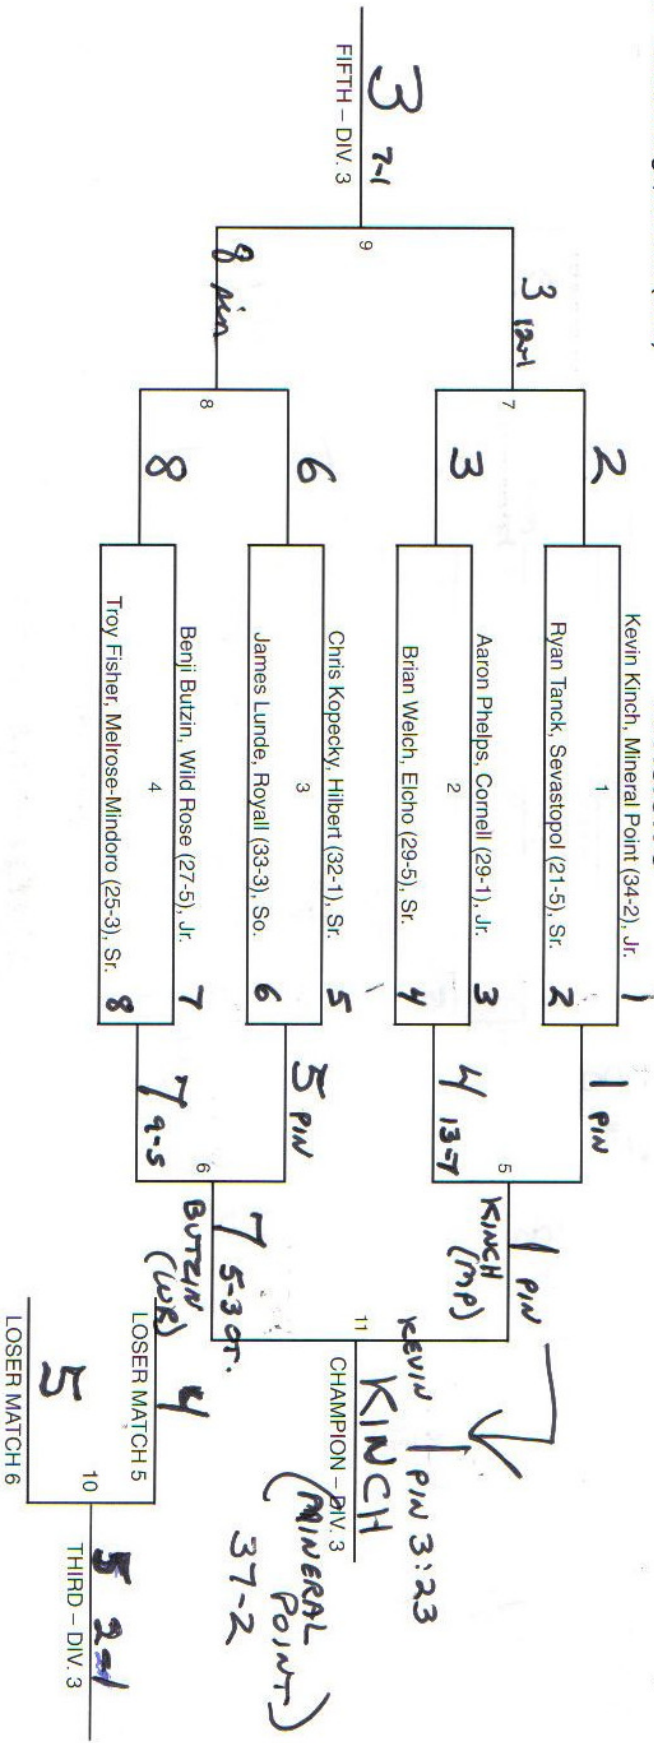 Kevin Kinch, Mineral Point (34-2), Jr. 1
1
Ryan Tanck, Sevastopol (21-5), Sr. 2
Aaron Phelps, Cornell (29-1), Jr. 3
2
Brian Welch, Elcho (29-5), Sr. 4
Chris Kopecky, Hilbert (32-1), Sr. 5
3
James Lunde, Royall (33-3), So. 6
Benji Butzin, Wild Rose (27-5), Jr. 7
4
Troy Fisher, Melrose-Mindoro (25-3), Sr. 8
1 PIN
4 13-7
5 PIN
7 9-5
5
1 PIN
KINCH
(MP)
6
7 5-3 OT.
BUTZIN
(WR)
11
KEVIN 1 PIN 3:23
KINCH
CHAMPION – DIV. 3
(MINERAL
POINT)
37-2
4
LOSER MATCH 5
5
LOSER MATCH 6
10
5 2-1
THIRD – DIV. 3
2
3
6
8
7
3 12-1
8
8 pin
9
3 7-1
FIFTH – DIV. 3